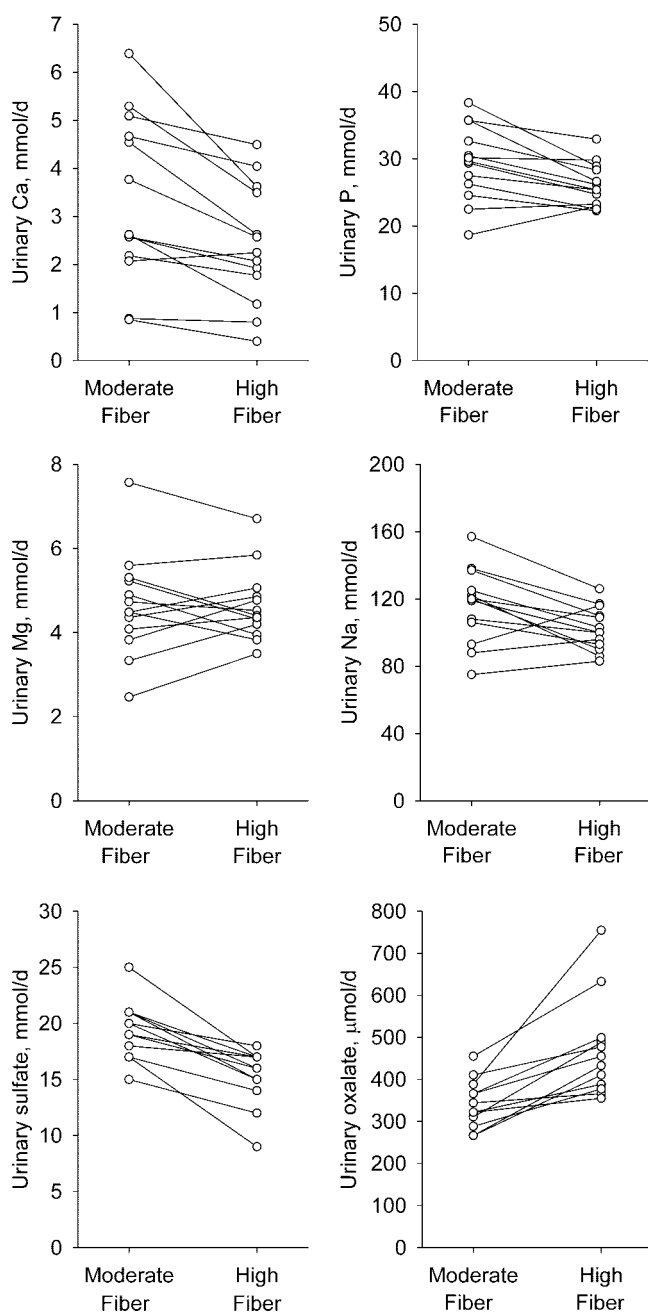 Urinary Ca, mmol/d
7
6
5
4
3
2
1
0
Moderate
Fiber
High
Fiber
Urinary P, mmol/d
50
40
30
20
10
0
Moderate
Fiber
High
Fiber
Urinary Mg, mmol/d
8
6
4
2
0
Moderate
Fiber
High
Fiber
Urinary Na, mmol/d
200
160
120
80
40
0
Moderate
Fiber
High
Fiber
Urinary sulfate, mmol/d
30
25
20
15
10
5
0
Moderate
Fiber
High
Fiber
Urinary oxalate, μmol/d
800
700
600
500
400
300
200
100
0
Moderate
Fiber
High
Fiber